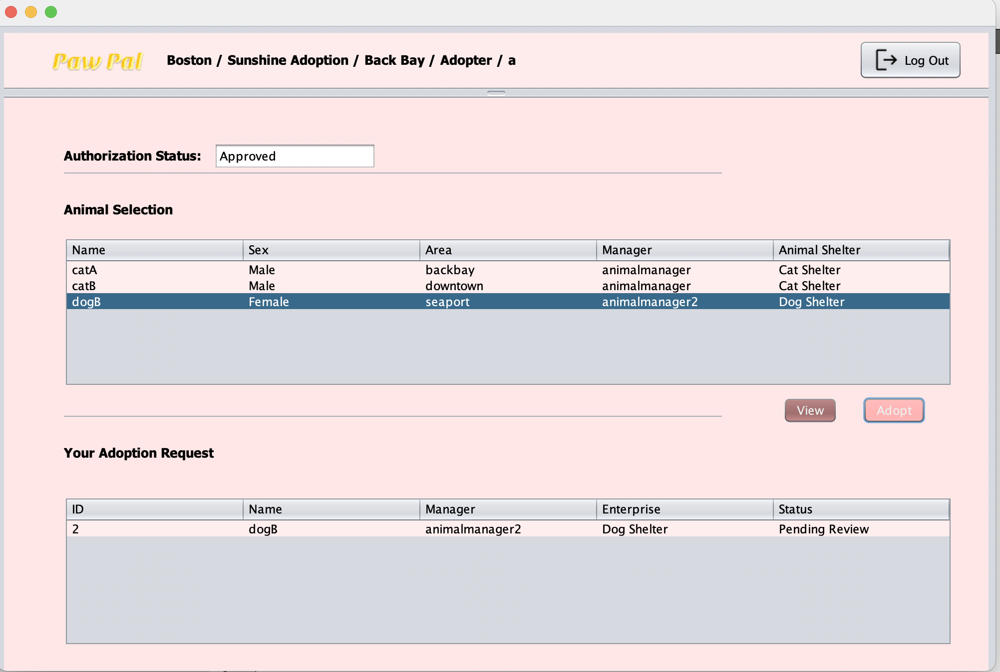 Paw Pal Boston / Sunshine Adoption / Back Bay / Adopter / a Log Out
Authorization Status: Approved
Animal Selection
Name Sex Area Manager Animal Shelter
catA Male backbay animalmanager Cat Shelter
catB Male downtown animalmanager Cat Shelter
dogB Female seaport animalmanager2 Dog Shelter
View Adopt
Your Adoption Request
ID Name Manager Enterprise Status
2 dogB animalmanager2 Dog Shelter Pending Review